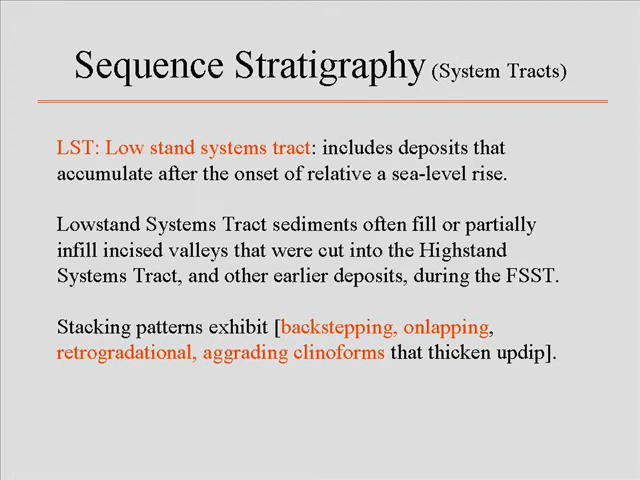 Sequence Stratigraphy (System Tracts)
LST: Low stand systems tract: includes deposits that
accumulate after the onset of relative a sea-level rise.
Lowstand Systems Tract sediments often fill or partially
infill incised valleys that were cut into the Highstand
Systems Tract, and other earlier deposits, during the FSST.
Stacking patterns exhibit [backstepping, onlapping,
retrogradational, aggrading clinoforms that thicken updip].